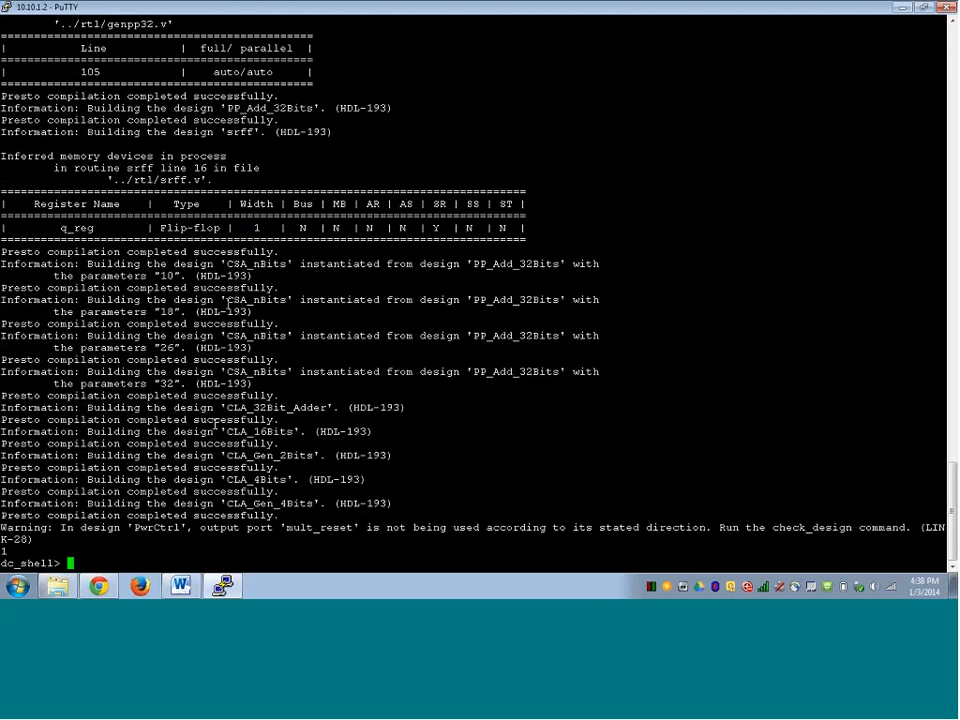 10.10.1.2 - PuTTY
'../rtl/genpp32.v'
===============================================
|           Line           |  full/ parallel  |
===============================================
|           105            |    auto/auto     |
===============================================
Presto compilation completed successfully.
Information: Building the design 'PP_Add_32Bits'. (HDL-193)
Presto compilation completed successfully.
Information: Building the design 'srff'. (HDL-193)
Inferred memory devices in process
in routine srff line 16 in file
'../rtl/srff.v'.
===============================================================================
|    Register Name    |   Type    | Width | Bus | MB | AR | AS | SR | SS | ST |
===============================================================================
|        q_reg        | Flip-flop |   1   |  N  | N  | N  | N  | Y  | N  | N  |
===============================================================================
Presto compilation completed successfully.
Information: Building the design 'CSA_nBits' instantiated from design 'PP_Add_32Bits' with
the parameters "10". (HDL-193)
Presto compilation completed successfully.
Information: Building the design 'CSA_nBits' instantiated from design 'PP_Add_32Bits' with
the parameters "18". (HDL-193)
Presto compilation completed successfully.
Information: Building the design 'CSA_nBits' instantiated from design 'PP_Add_32Bits' with
the parameters "26". (HDL-193)
Presto compilation completed successfully.
Information: Building the design 'CSA_nBits' instantiated from design 'PP_Add_32Bits' with
the parameters "32". (HDL-193)
Presto compilation completed successfully.
Information: Building the design 'CLA_32Bit_Adder'. (HDL-193)
Presto compilation completed successfully.
Information: Building the design 'CLA_16Bits'. (HDL-193)
Presto compilation completed successfully.
Information: Building the design 'CLA_Gen_2Bits'. (HDL-193)
Presto compilation completed successfully.
Information: Building the design 'CLA_4Bits'. (HDL-193)
Presto compilation completed successfully.
Information: Building the design 'CLA_Gen_4Bits'. (HDL-193)
Presto compilation completed successfully.
Warning: In design 'PwrCtrl', output port 'mult_reset' is not being used according to its stated direction. Run the check_design command. (LIN
K-28)
1
dc_shell>
4:38 PM
1/3/2014